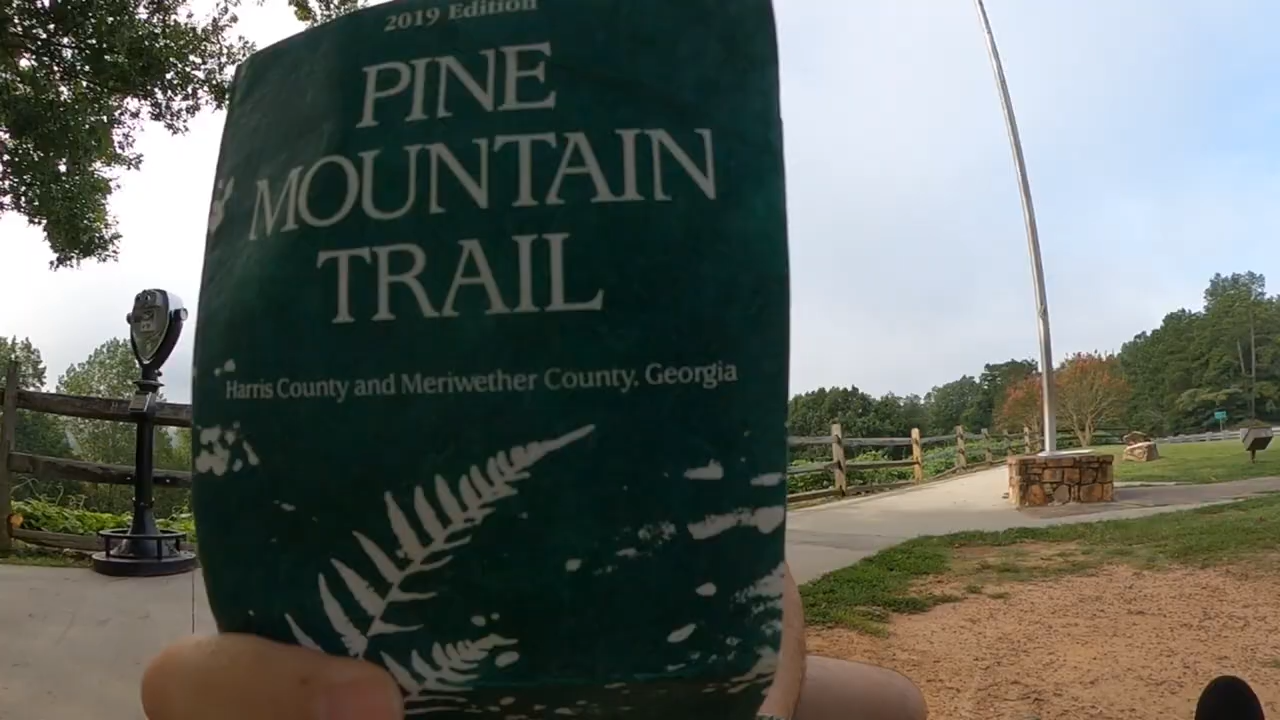 2019 Edition
PINE
MOUNTAIN
TRAIL
Harris County and Meriwether County, Georgia